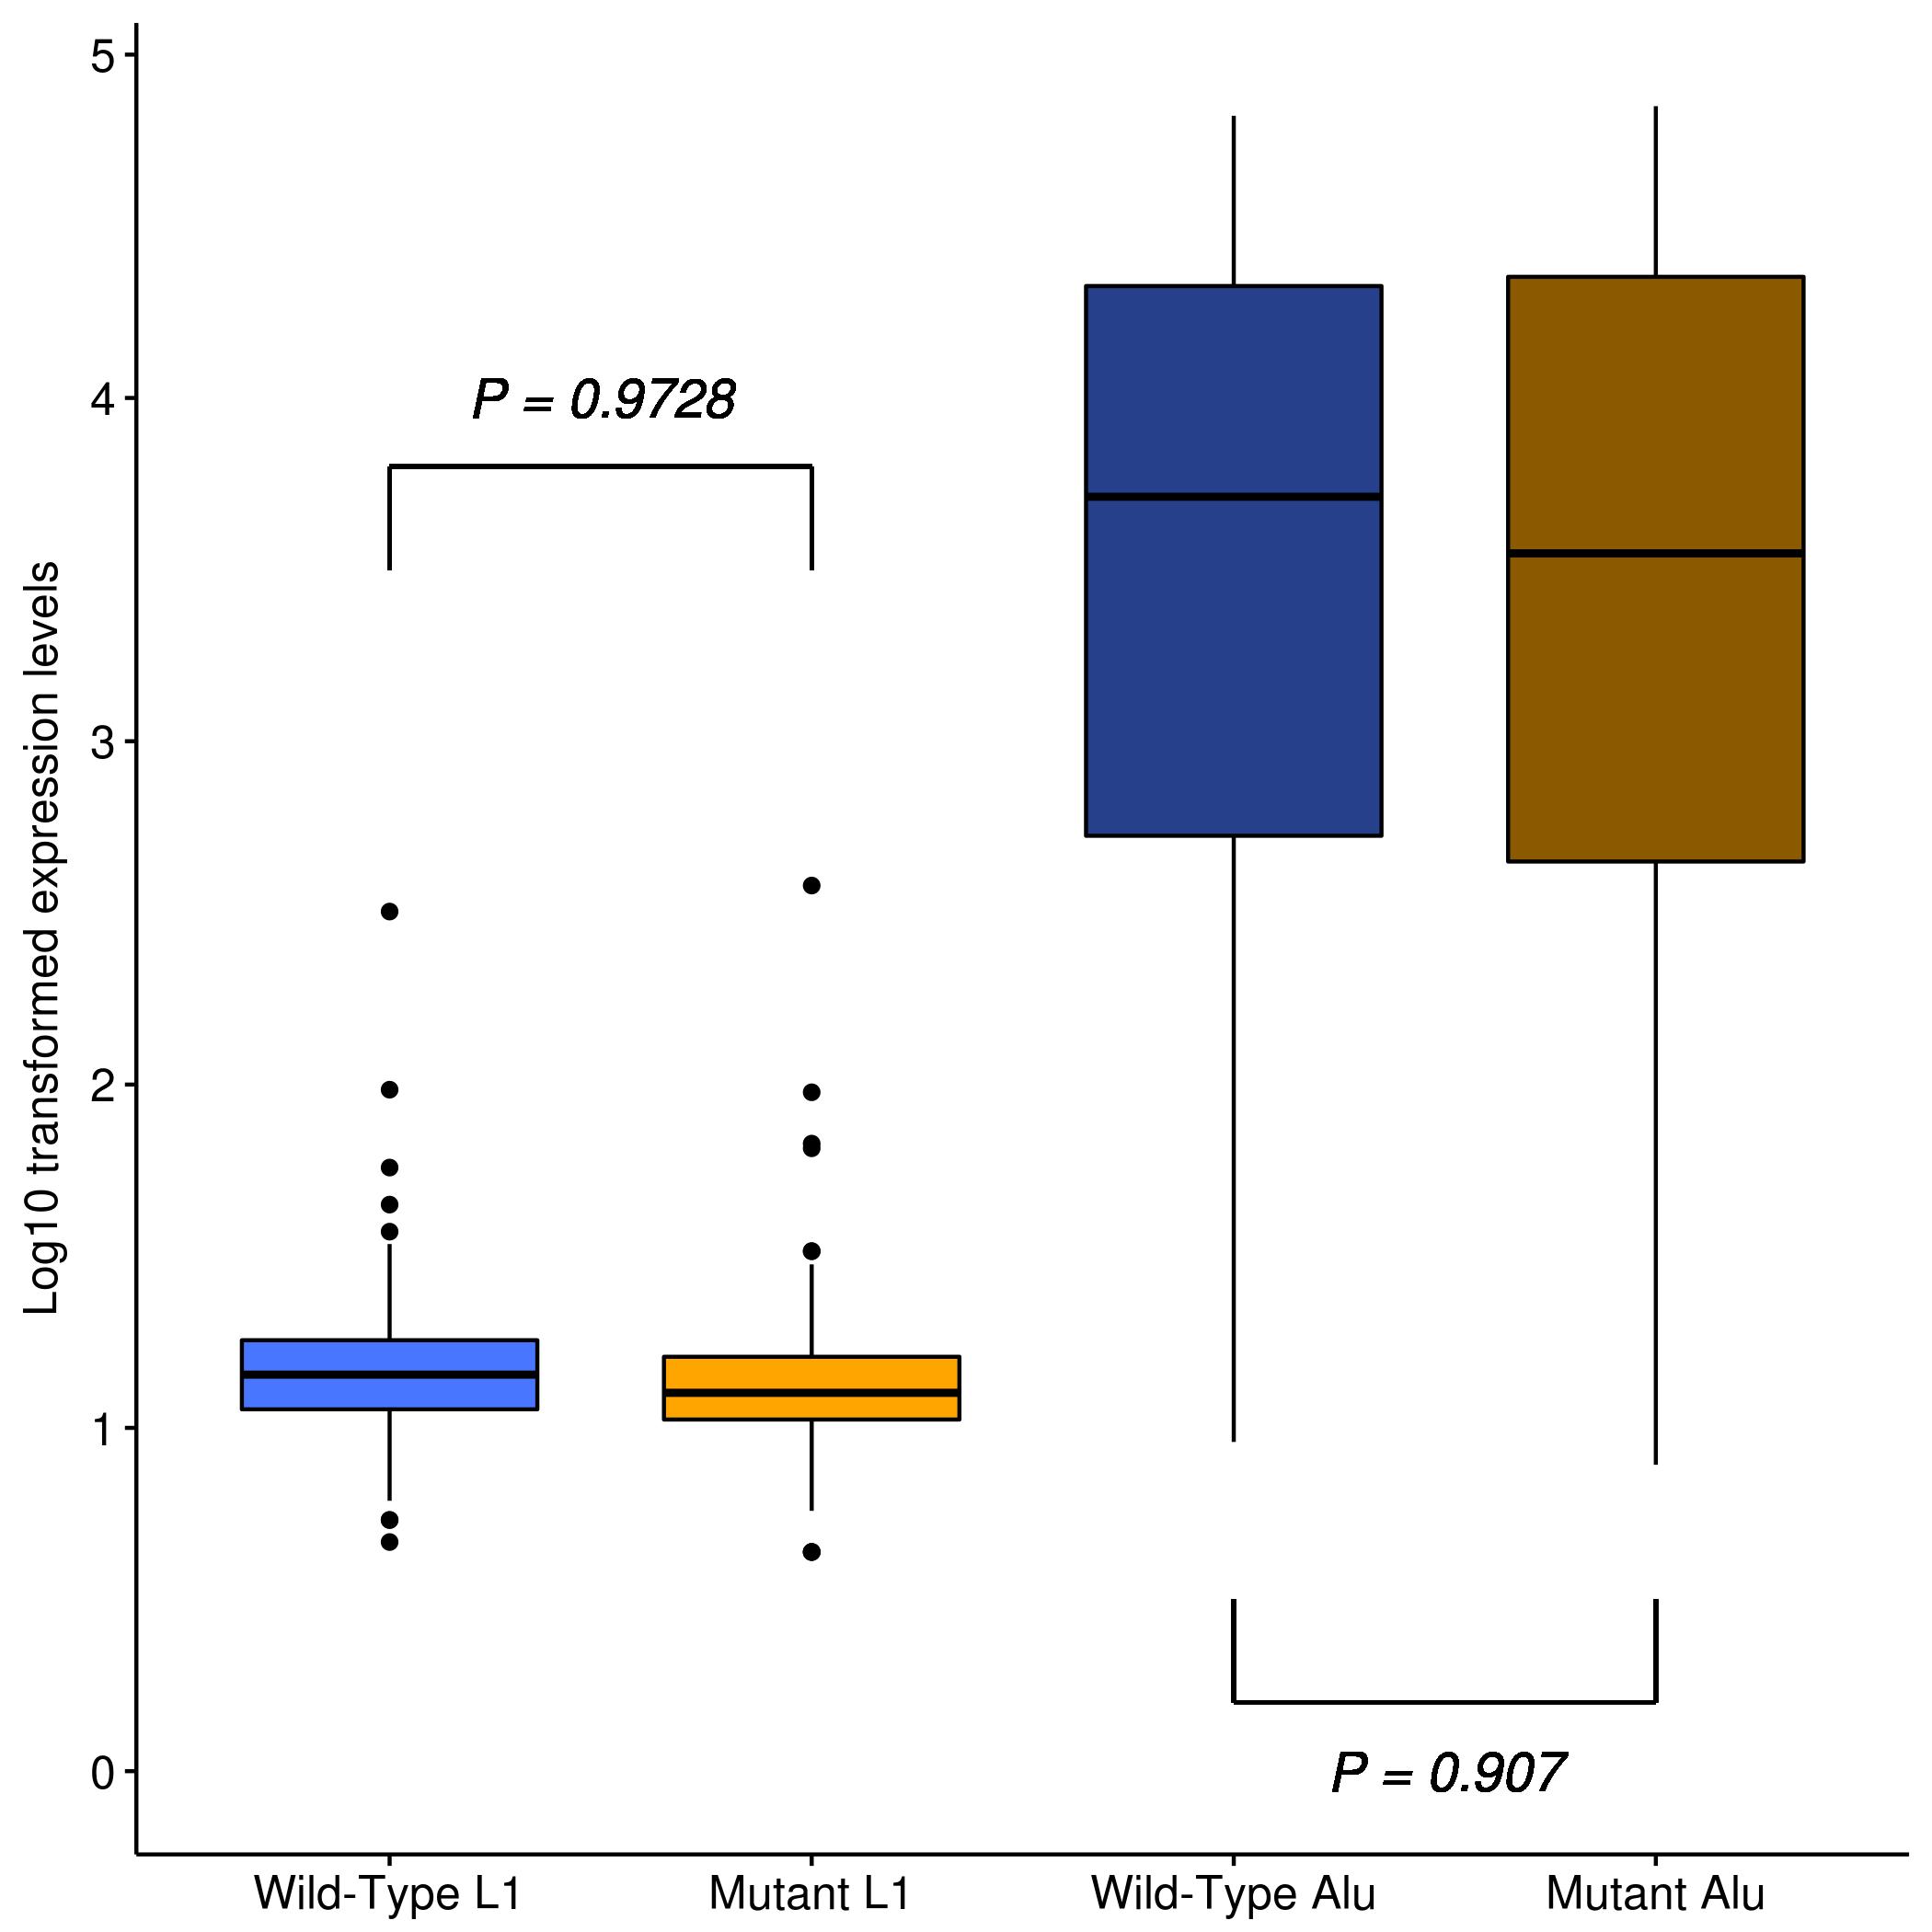 Log10 transformed expression levels
5
4
3
2
1
0
P = 0.9728
P = 0.907
Wild-Type L1
Mutant L1
Wild-Type Alu
Mutant Alu